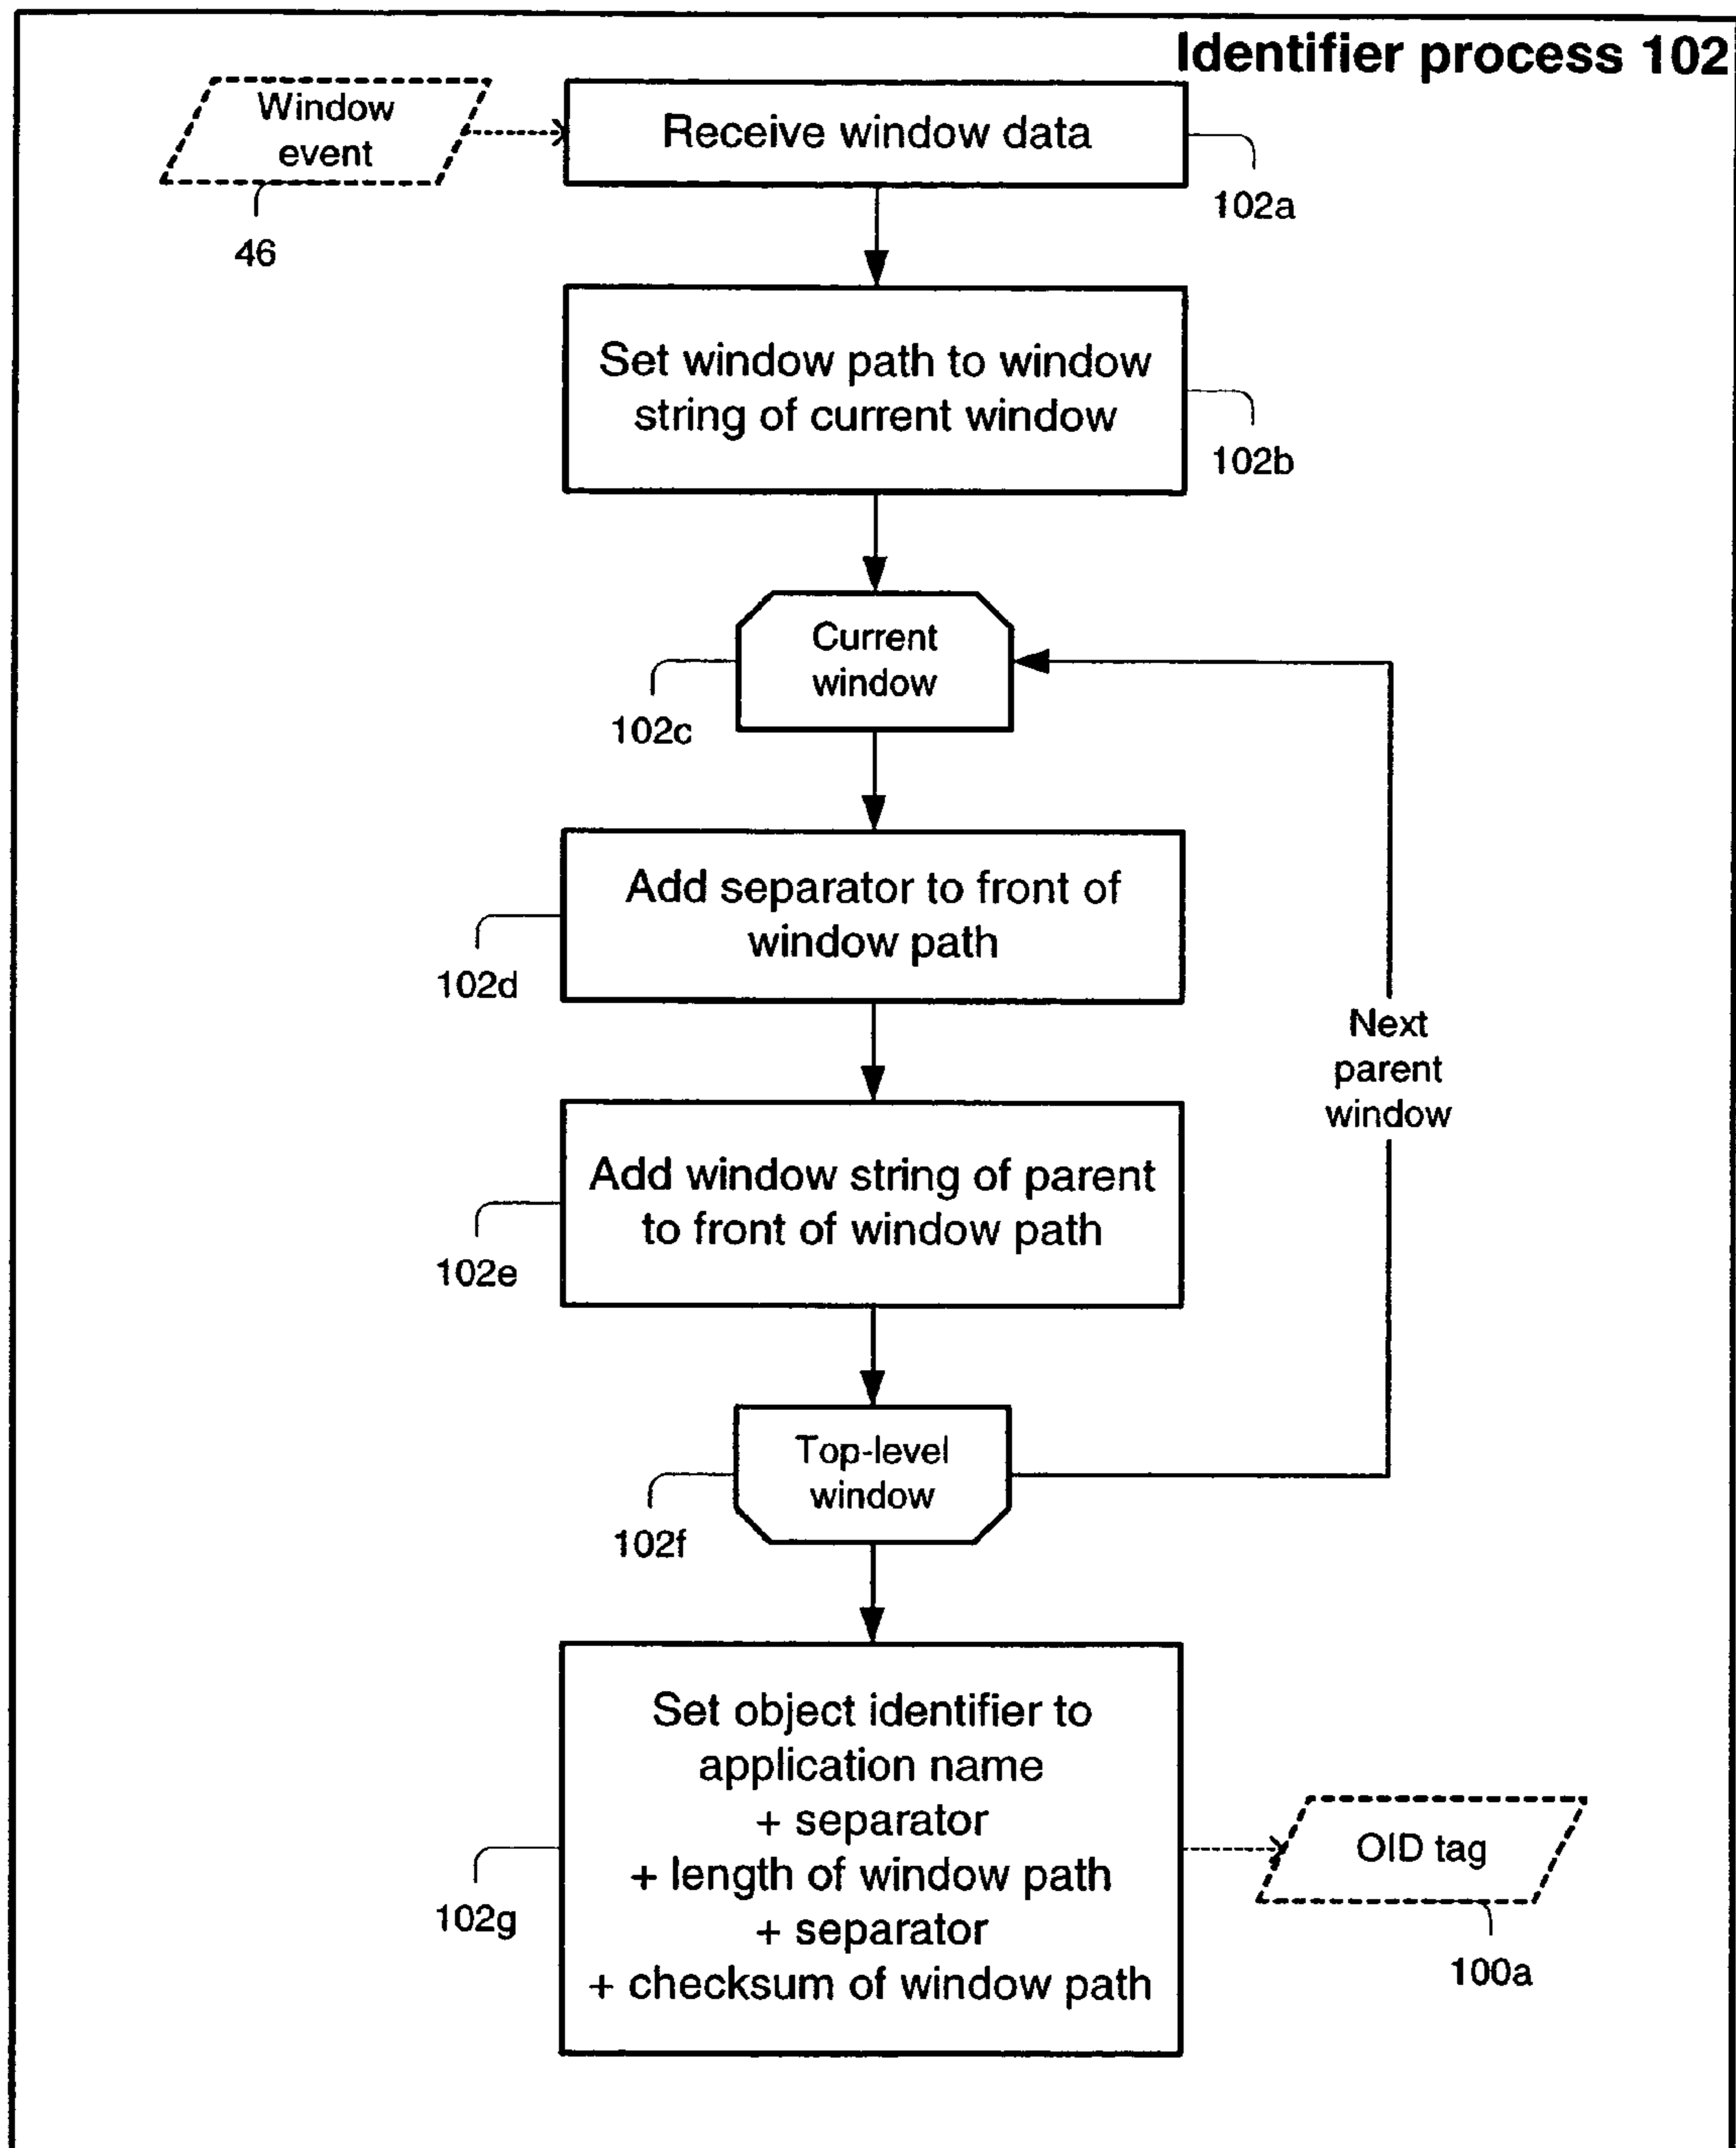 Identifier process 102
Window
event
46
Receive window data
102a
Set window path to window
string of current window
102b
Current
window
102c
Add separator to front of
window path
102d
Next
parent
window
Add window string of parent
to front of window path
102e
Top-level
window
102f
Set object identifier to
application name
+ separator
+ length of window path
+ separator
+ checksum of window path
102g
OID tag
100a